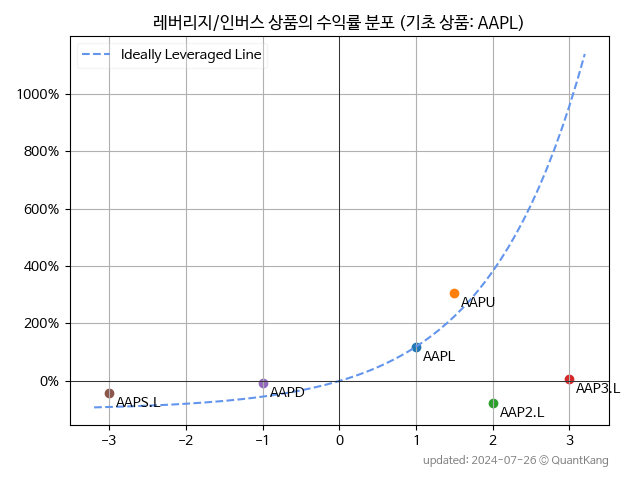 레버리지/인버스 상품의 수익률 분포 (기초 상품: AAPL)
Ideally Leveraged Line
1000%
800%
600%
400%
200%
0%
AAPU
AAPL
AAPD
AAP3.L
AAPS.L
AAP2.L
−3
−2
−1
0
1
2
3
updated: 2024-07-26 © QuantKang